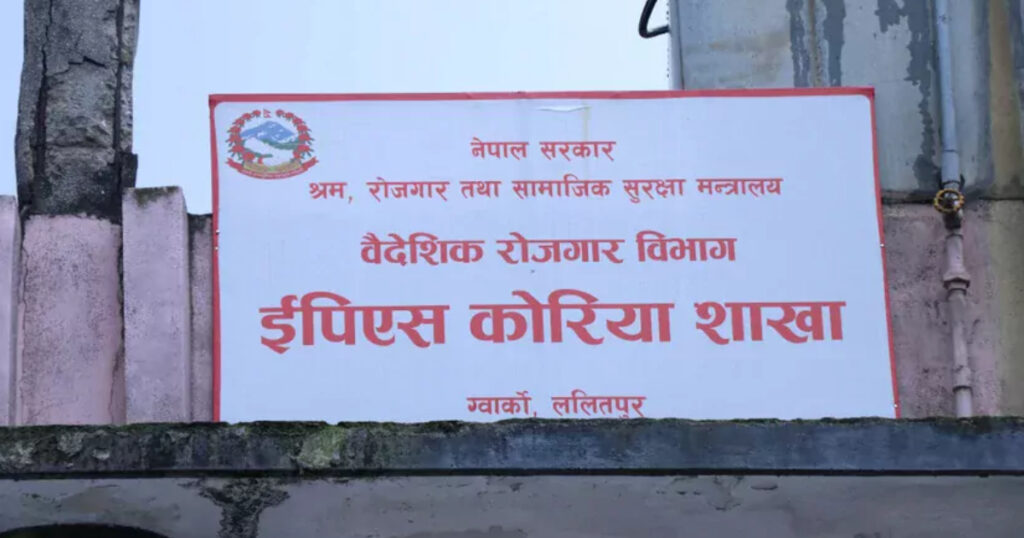 नेपाल सरकार
श्रम, रोजगार तथा सामाजिक सुरक्षा मन्त्रालय
वैदेशिक रोजगार विभाग
ईपिएस कोरिया शाखा
ग्वार्को, ललितपुर